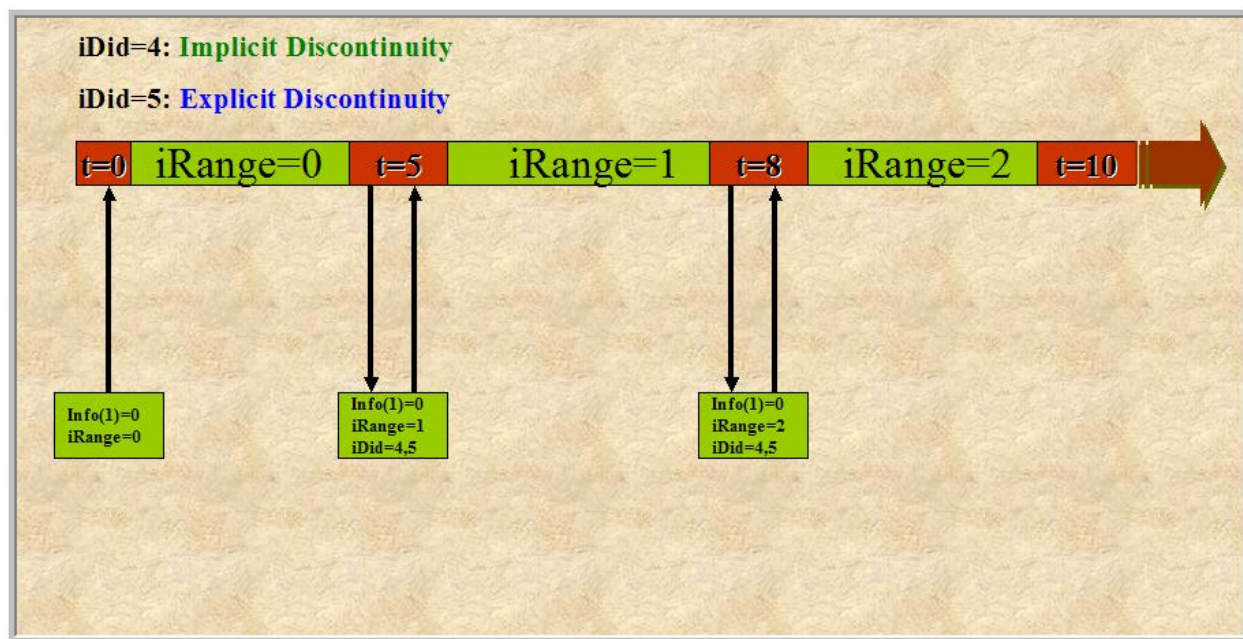 iDid=4: Implicit Discontinuity
iDid=5: Explicit Discontinuity
t=0 iRange=0 t=5 iRange=1 t=8 iRange=2 t=10
Info(1)=0
iRange=0
Info(1)=0
iRange=1
iDid=4,5
Info(1)=0
iRange=2
iDid=4,5